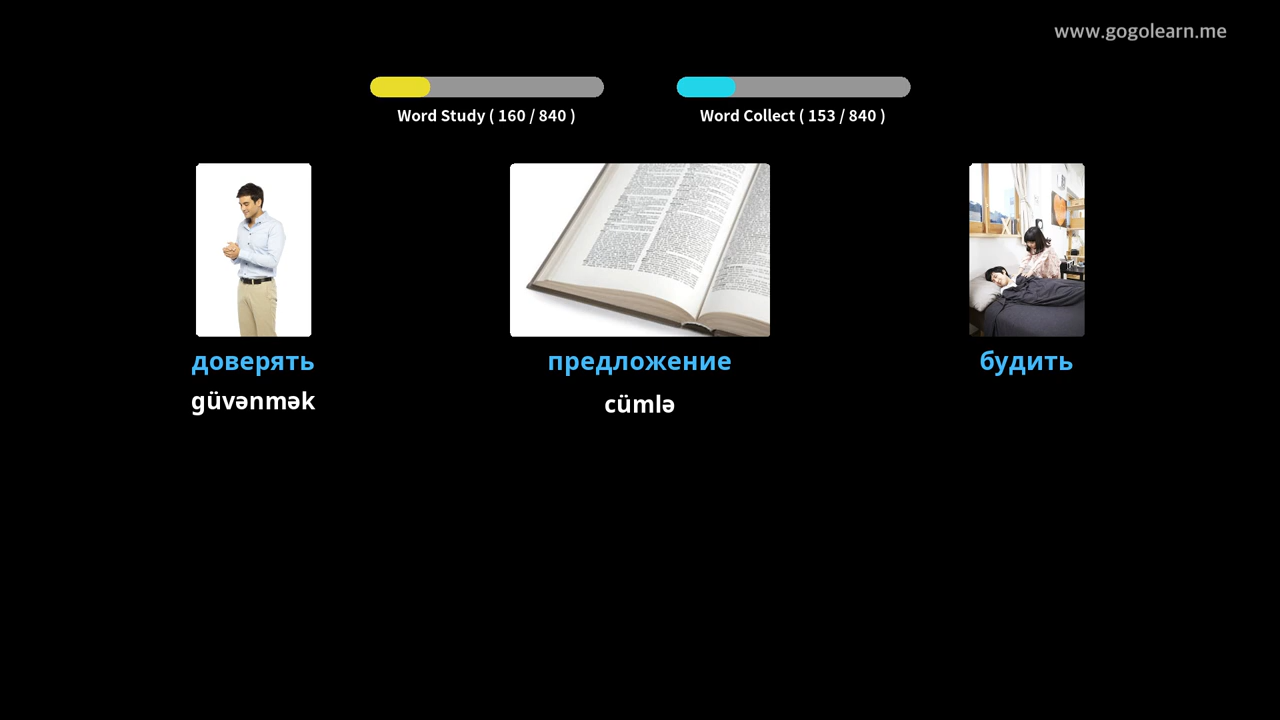 www.gogolearn.me
Word Study ( 160 / 840 )
Word Collect ( 153 / 840 )
доверять
güvənmək
предложение
cümlə
будить